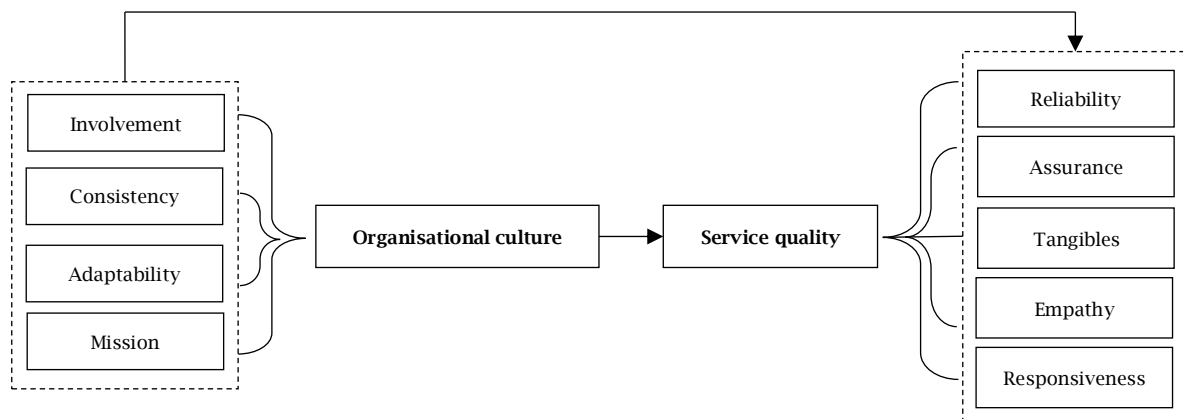 Involvement
Consistency
Adaptability
Mission
Organisational culture
Service quality
Reliability
Assurance
Tangibles
Empathy
Responsiveness